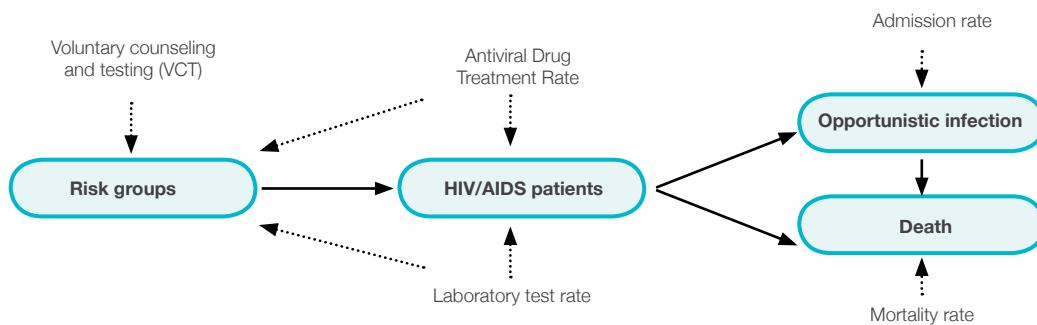 Admission rate
Voluntary counseling
and testing (VCT)
Antiviral Drug
Treatment Rate
Opportunistic infection
Risk groups
HIV/AIDS patients
Death
Laboratory test rate
Mortality rate